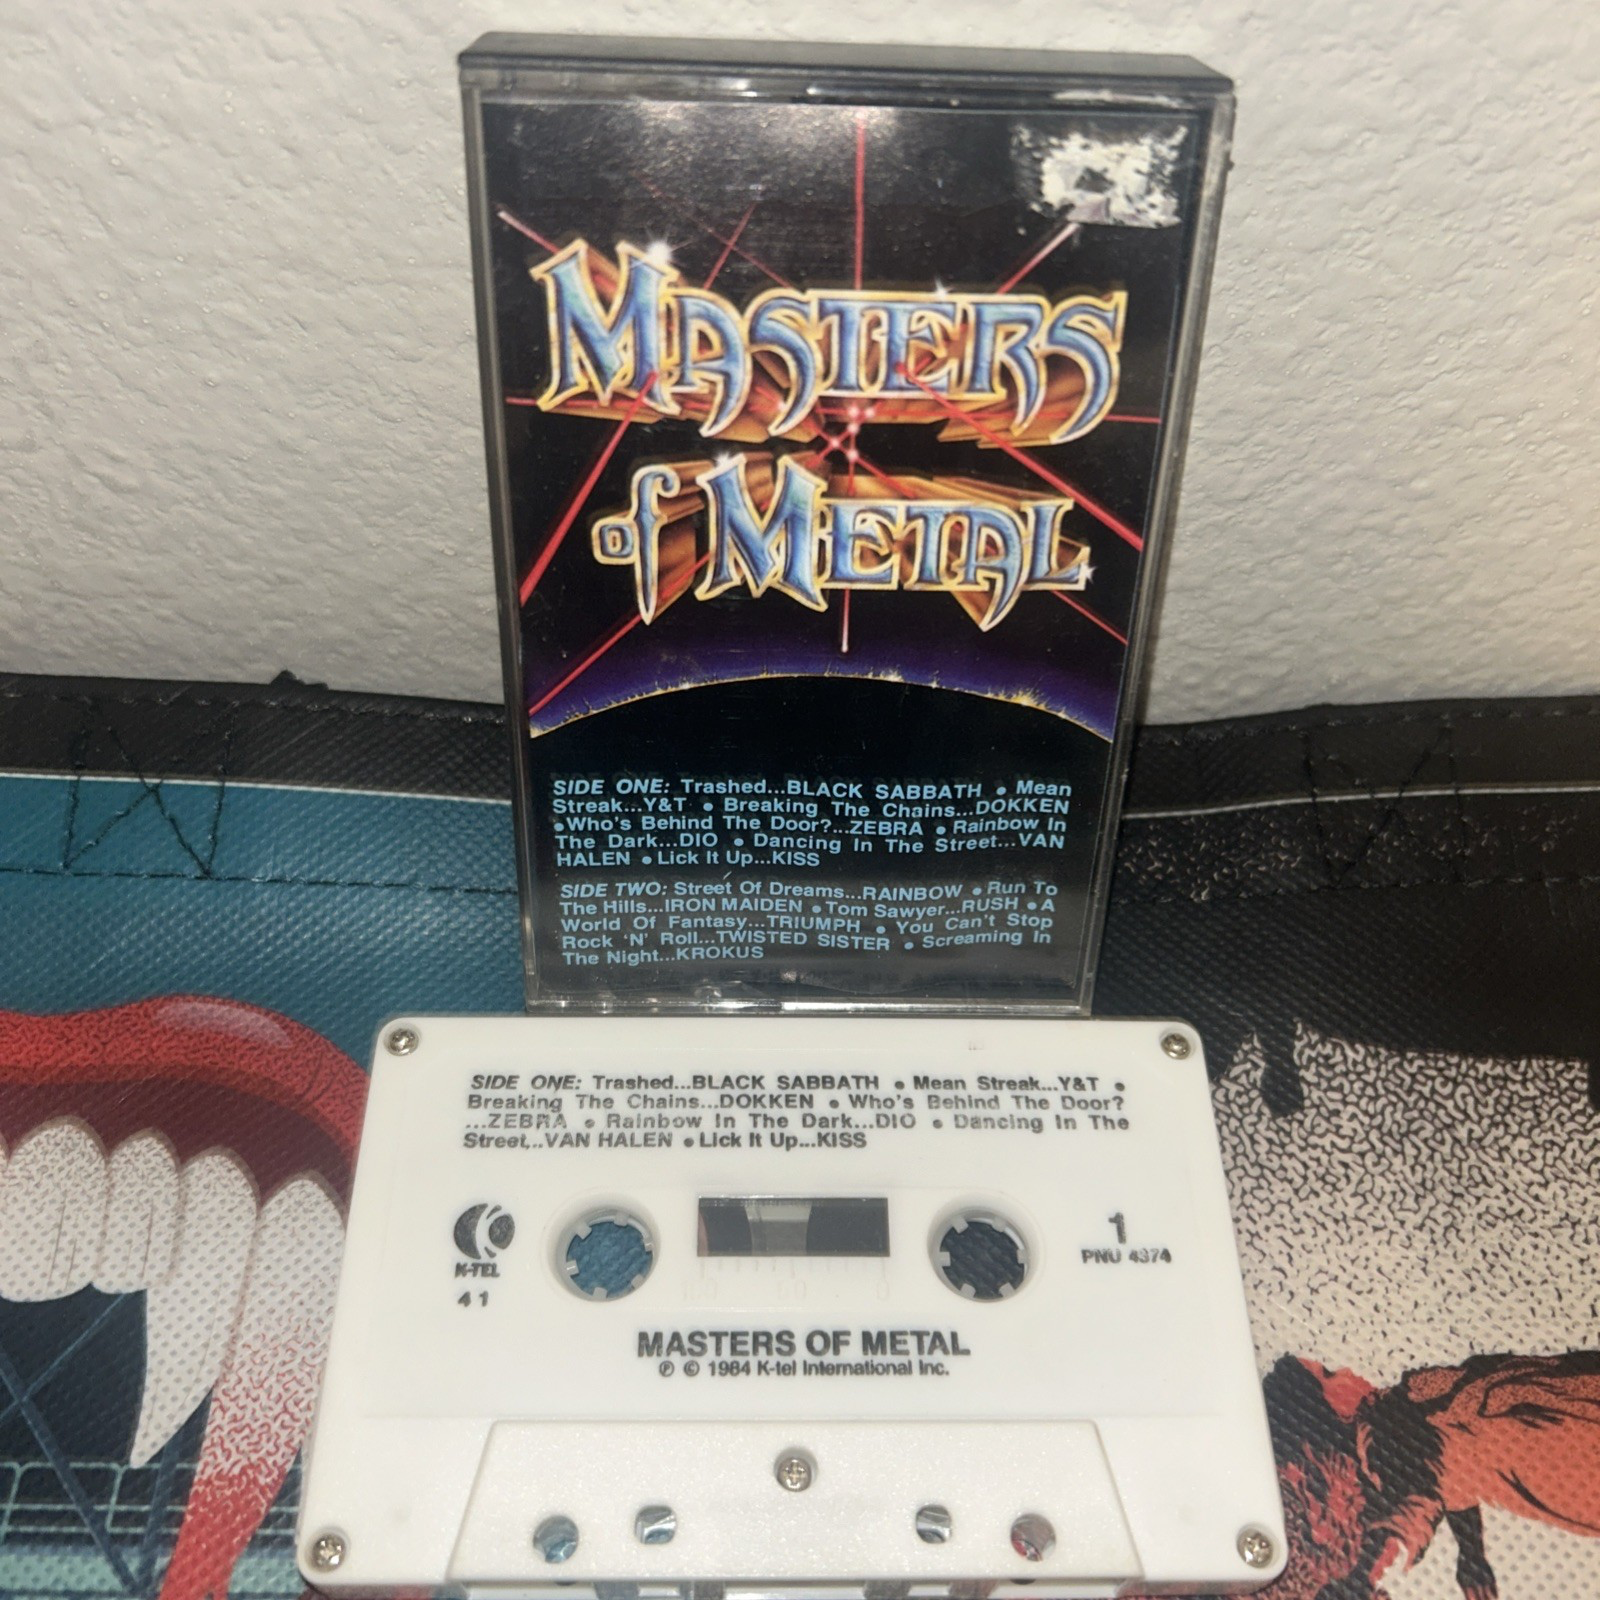 MASTERS
of METAL
SIDE ONE: Trashed...BLACK SABBATH • Mean
Streak...Y&T • Breaking The Chains...DOKKEN
•Who's Behind The Door?...ZEBRA • Rainbow In
The Dark...DIO • Dancing In The Street...VAN
HALEN • Lick It Up...KISS
SIDE TWO: Street Of Dreams...RAINBOW • Run To
The Hills...IRON MAIDEN • Tom Sawyer...RUSH • A
World Of Fantasy...TRIUMPH • You Can't Stop
Rock 'N' Roll...TWISTED SISTER • Screaming In
The Night...KROKUS
SIDE ONE: Trashed...BLACK SABBATH • Mean Streak...Y&T •
Breaking The Chains...DOKKEN • Who's Behind The Door?
...ZEBRA • Rainbow In The Dark...DIO • Dancing In The
Street...VAN HALEN • Lick It Up...KISS
K-TEL
41
1
PNU 4374
100 50 0
MASTERS OF METAL
℗ © 1984 K-tel International Inc.